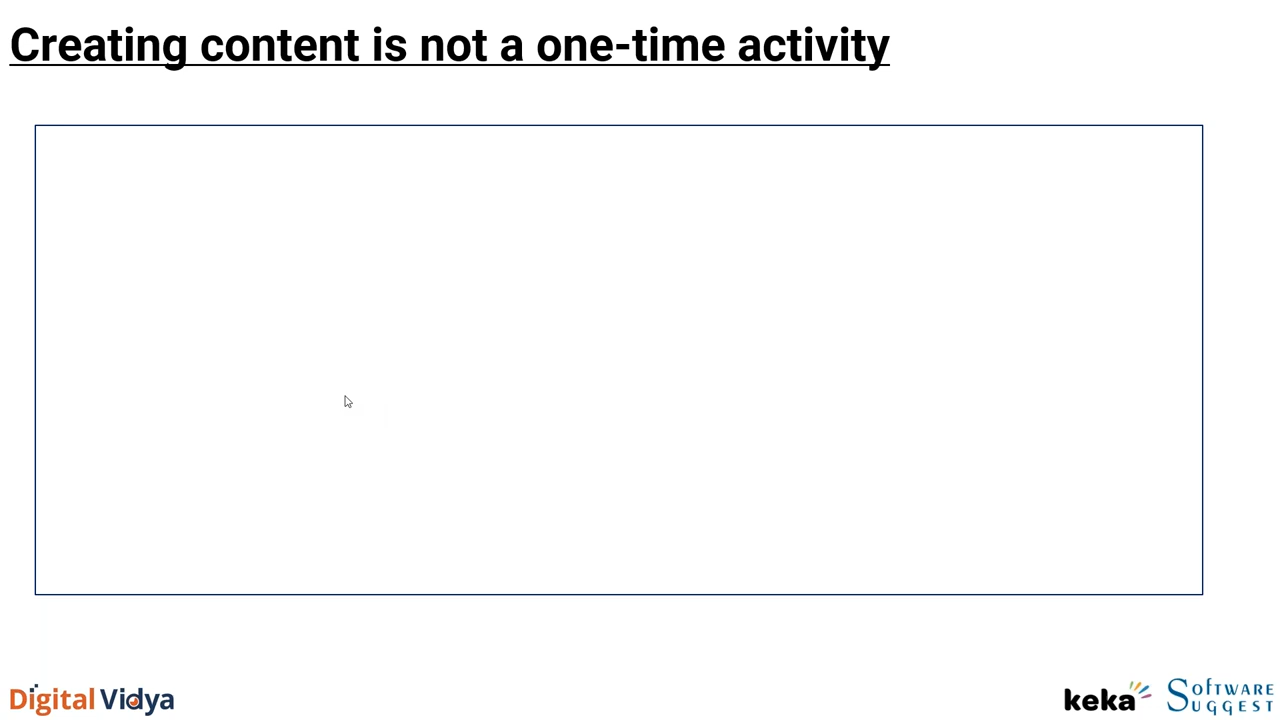 Creating content is not a one-time activity
Digital Vidya
keka
SOFTWARE
SUGGEST